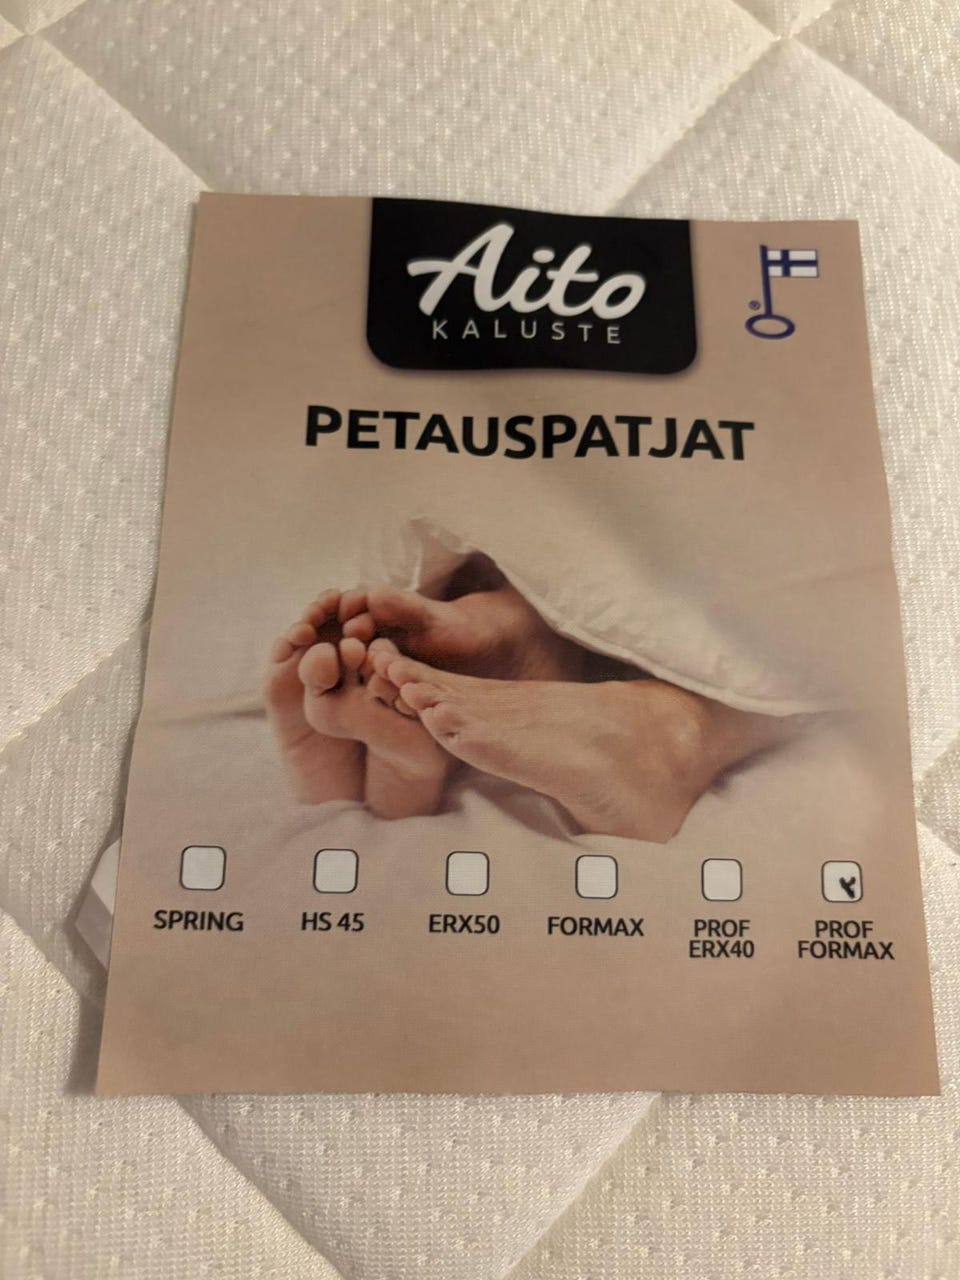 Aito
KALUSTE
®
PETAUSPATJAT
SPRING
HS 45
ERX50
FORMAX
PROF
ERX40
PROF
FORMAX